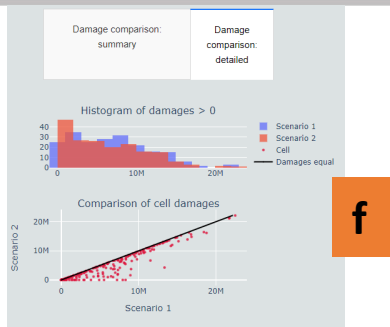 Damage comparison:
summary
Damage
comparison:
detailed
Histogram of damages > 0
40
30
20
10
0
0
10M
20M
Scenario 1
Scenario 2
Cell
Damages equal
Comparison of cell damages
Scenario 2
20M
10M
0
0
10M
20M
Scenario 1
f